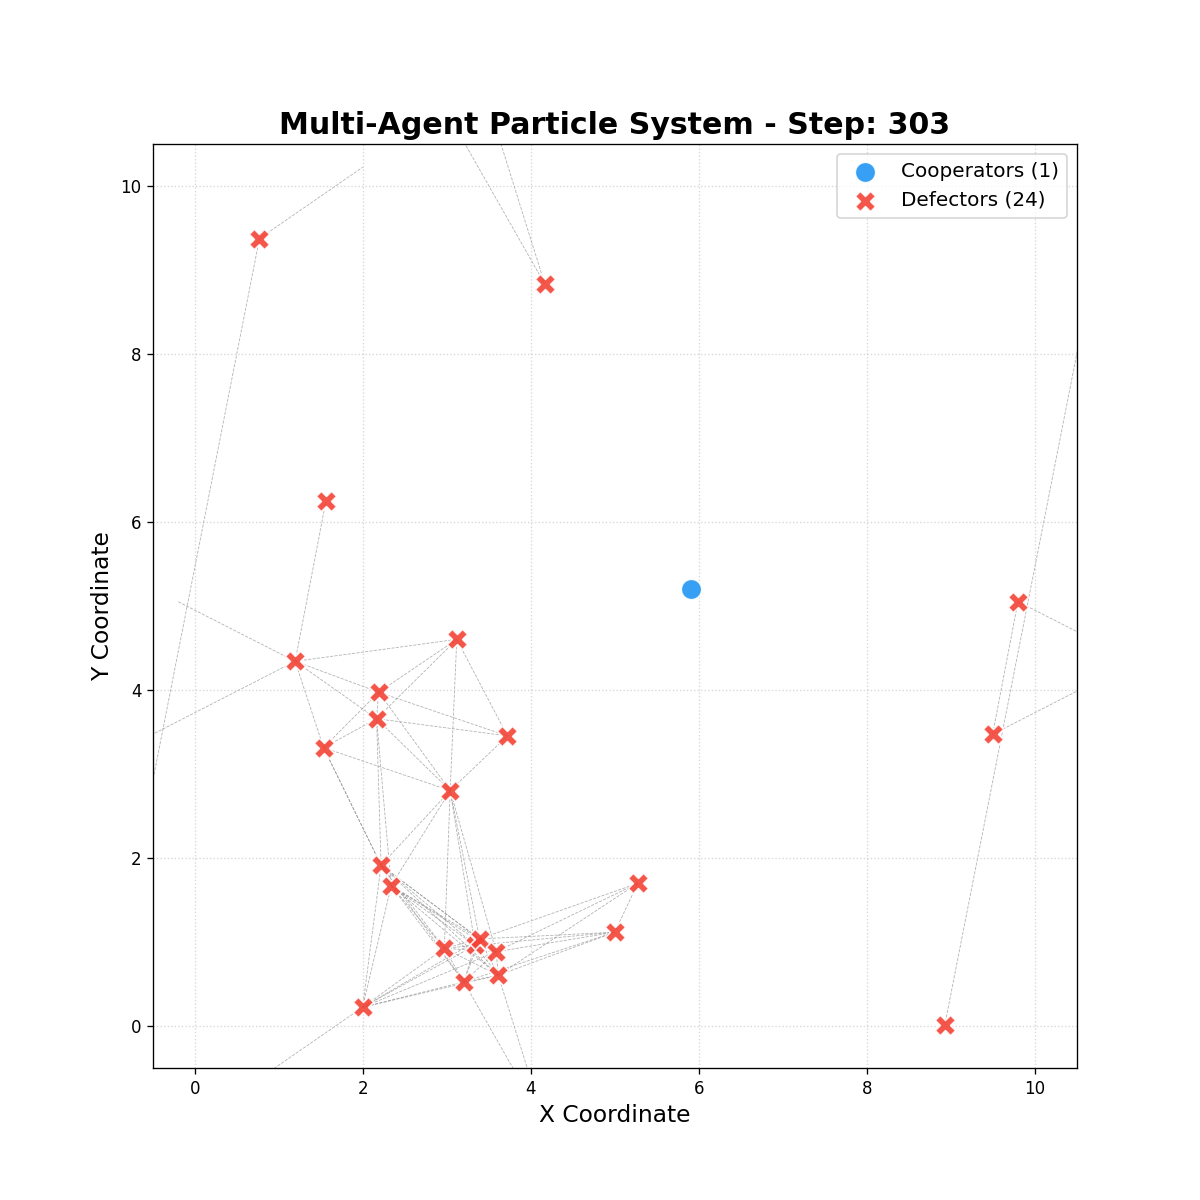 Multi-Agent Particle System - Step: 303
Cooperators (1)
Defectors (24)
10
8
6
4
2
0
Y Coordinate
0 2 4 6 8 10
X Coordinate